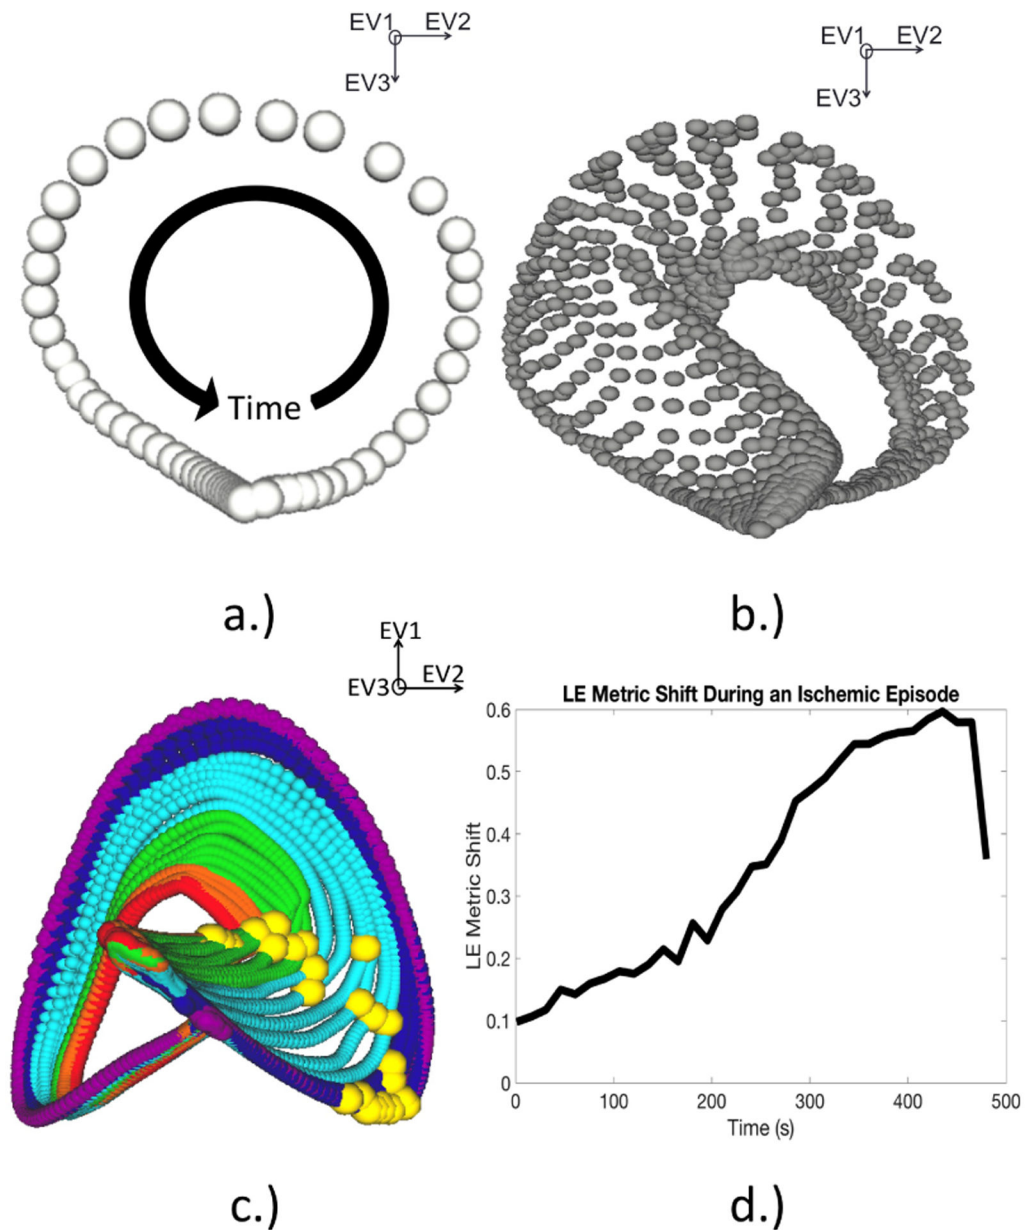 EV1 EV2
EV3
Time
a.)
EV1 EV2
EV3
b.)
EV1
EV3 EV2
c.)
LE Metric Shift During an Ischemic Episode
LE Metric Shift
0.6
0.5
0.4
0.3
0.2
0.1
0
0 100 200 300 400 500
Time (s)
d.)